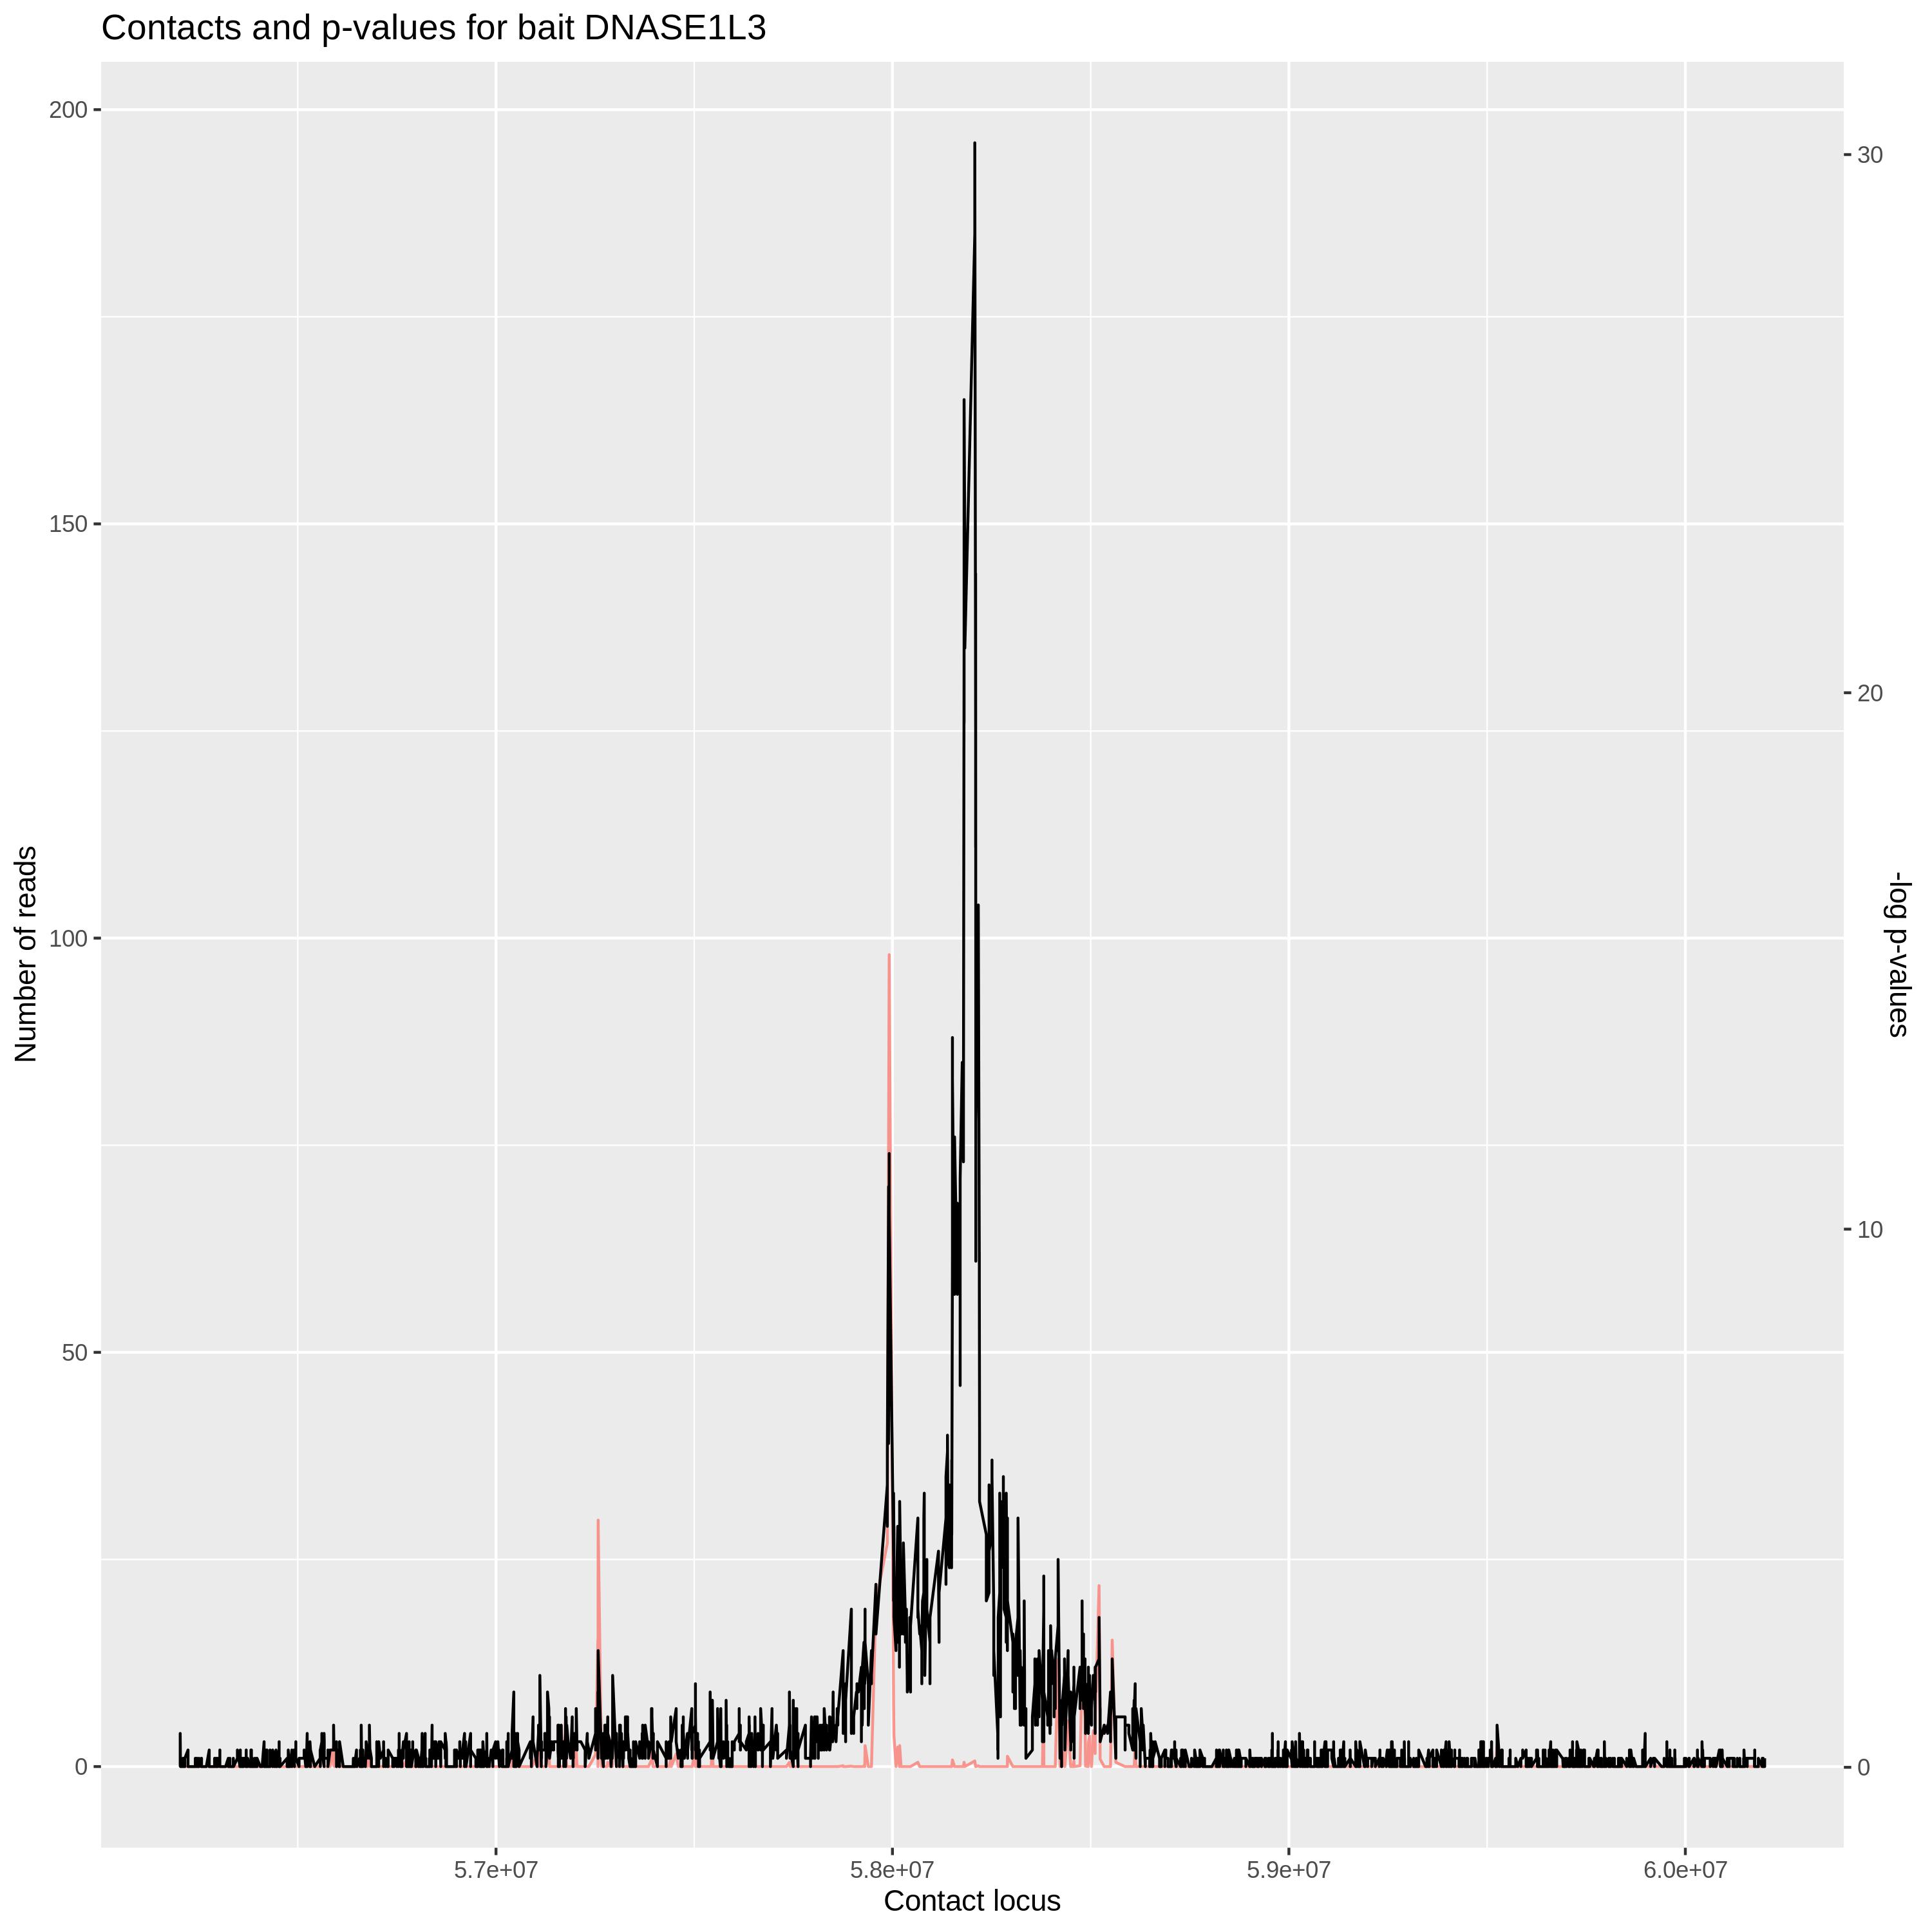 Contacts and p-values for bait DNASE1L3
200
150
100
50
0
Number of reads
30
20
10
0
-log p-values
5.7e+07
5.8e+07
5.9e+07
6.0e+07
Contact locus